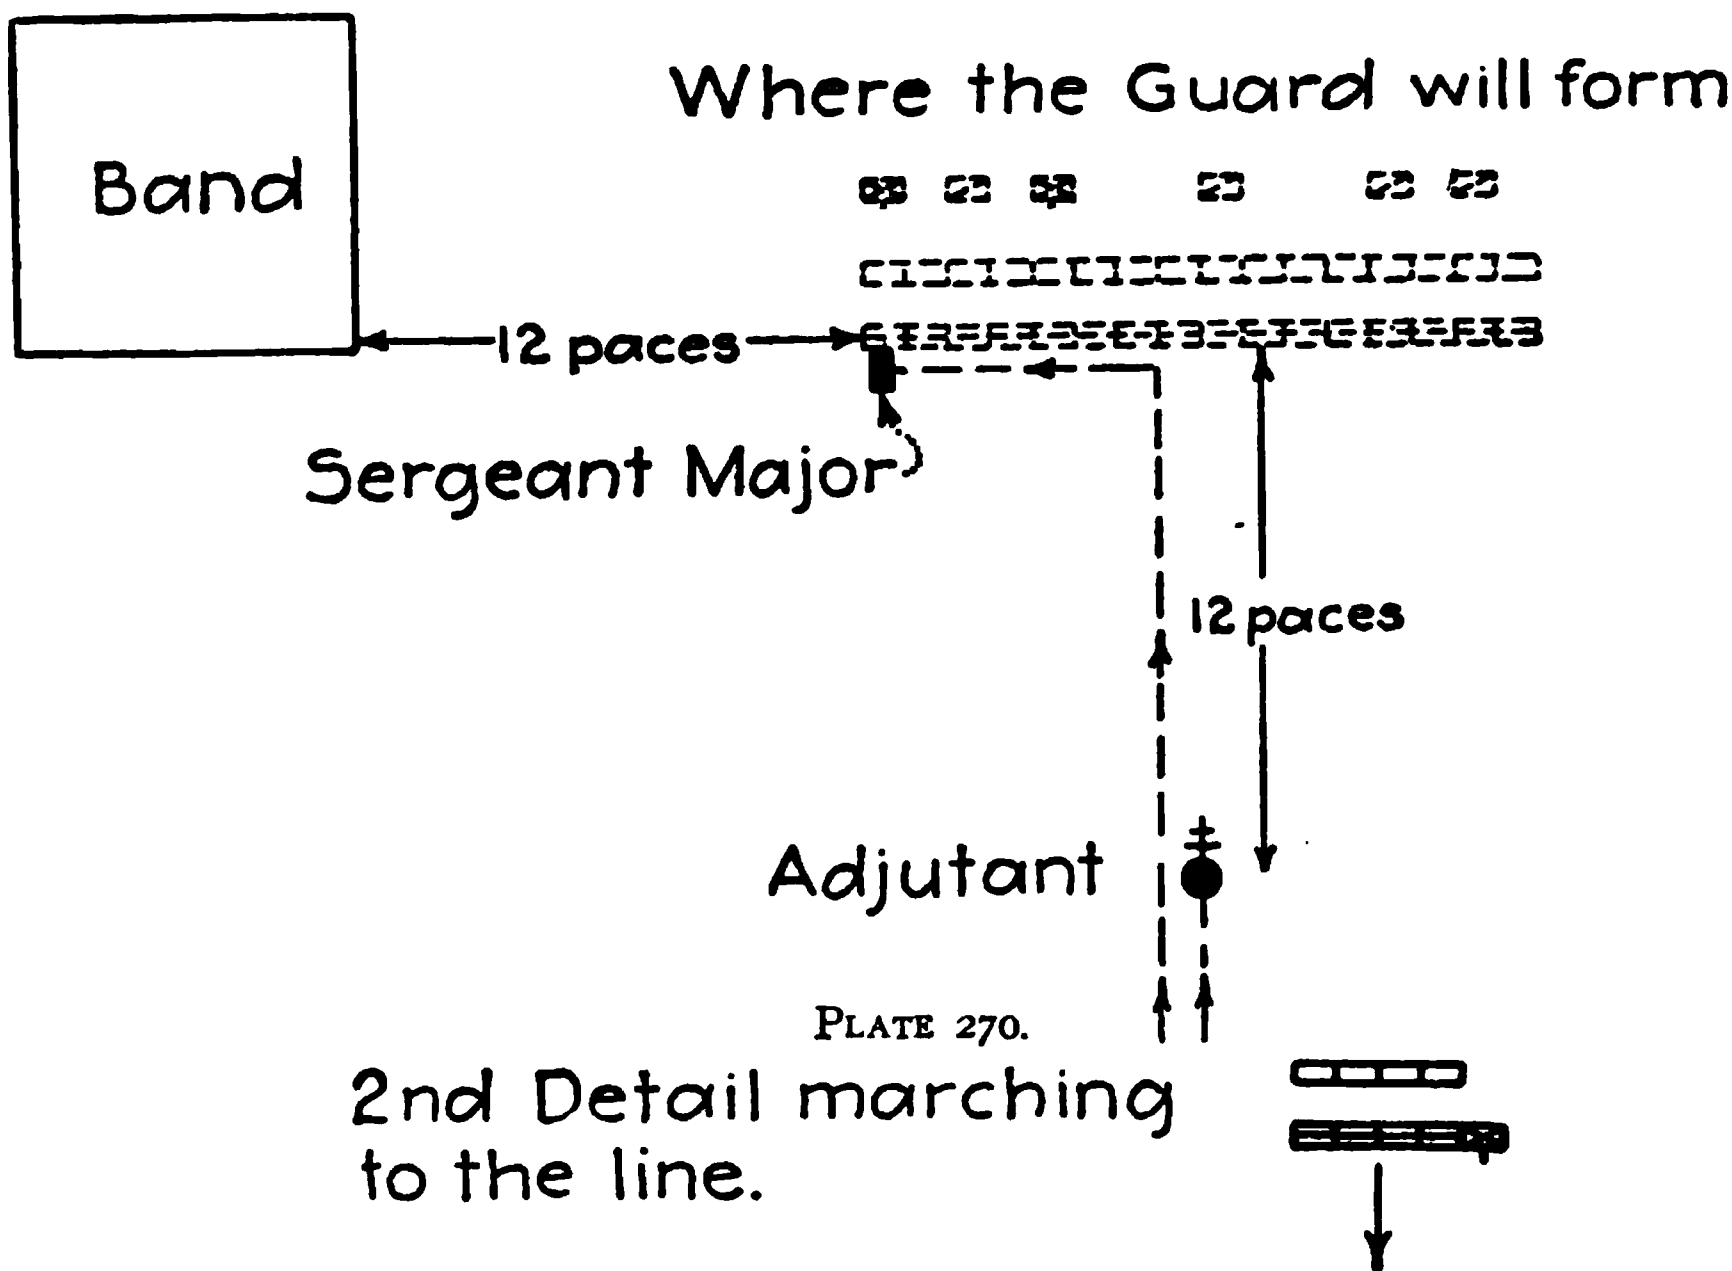 Where the Guard will form
Band
12 paces
Sergeant Major
12 paces
Adjutant
PLATE 270.
2nd Detail marching
to the line.